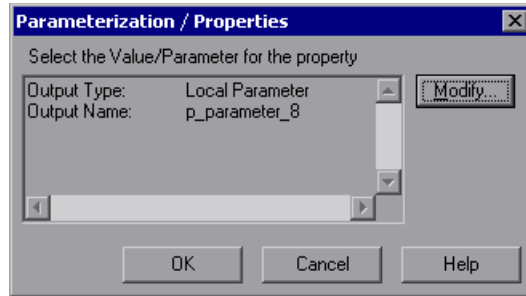 Parameterization / Properties
Select the Value/Parameter for the property
Output Type: Local Parameter
Output Name: p_parameter_8
Modify...
OK Cancel Help